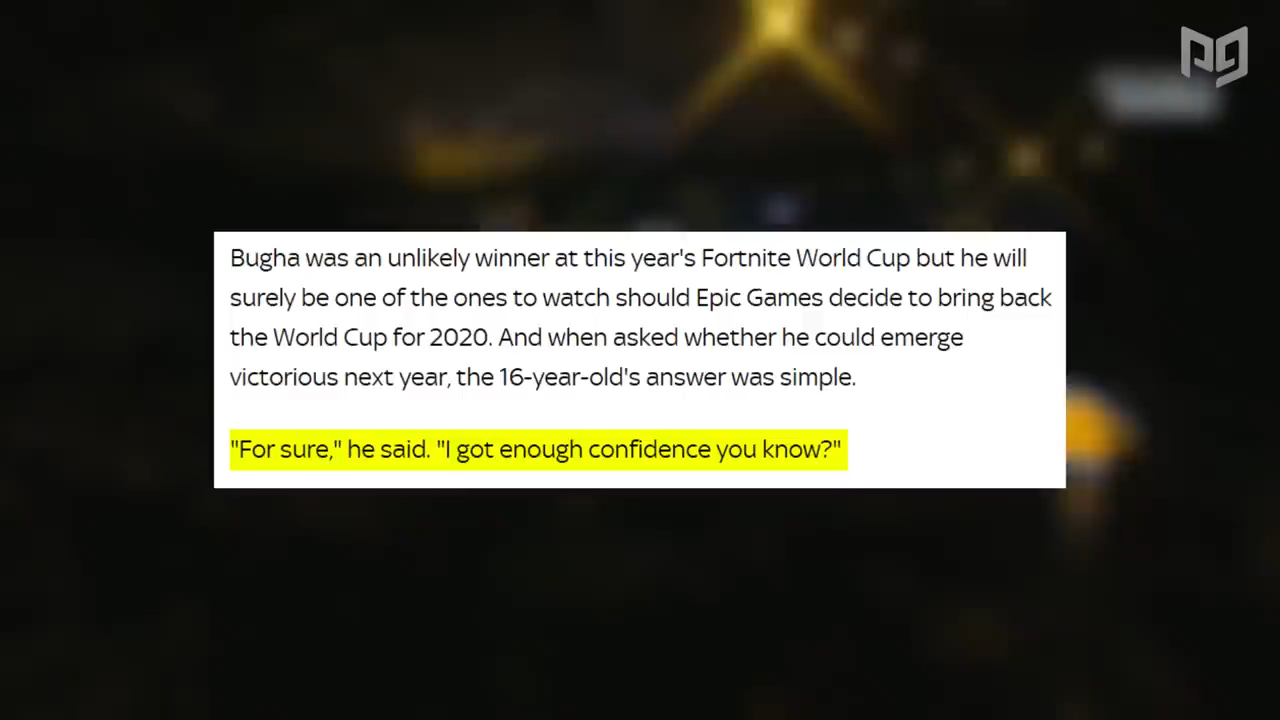 PG
Bugha was an unlikely winner at this year's Fortnite World Cup but he will
surely be one of the ones to watch should Epic Games decide to bring back
the World Cup for 2020. And when asked whether he could emerge
victorious next year, the 16-year-old's answer was simple.
"For sure," he said. "I got enough confidence you know?"